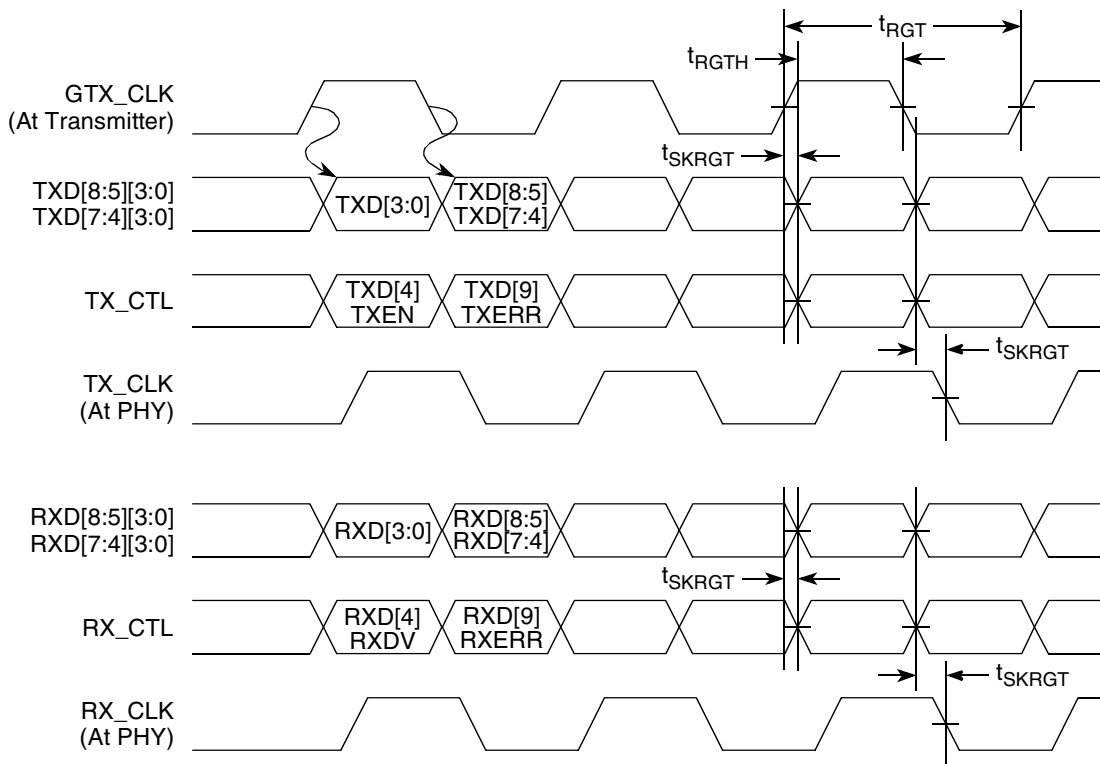 tRGT
tRGTH
GTX_CLK
(At Transmitter)
tSKRGT
TXD[8:5][3:0]
TXD[7:4][3:0]
TXD[3:0]
TXD[8:5]
TXD[7:4]
TX_CTL
TXD[4]
TXEN
TXD[9]
TXERR
tSKRGT
TX_CLK
(At PHY)
RXD[8:5][3:0]
RXD[7:4][3:0]
RXD[3:0]
RXD[8:5]
RXD[7:4]
tSKRGT
RX_CTL
RXD[4]
RXDV
RXD[9]
RXERR
tSKRGT
RX_CLK
(At PHY)